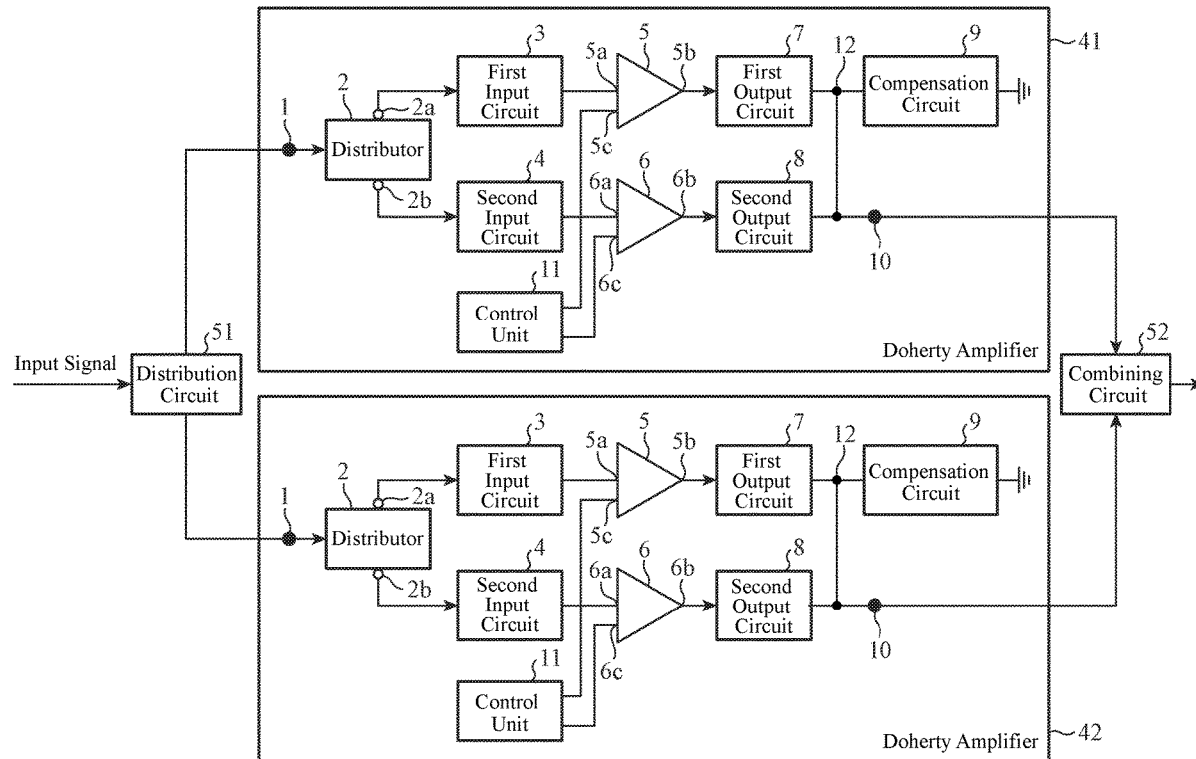 41
3
5
7
12
9
First
Input
Circuit
5a
5b
First
Output
Circuit
Compensation
Circuit
2
2a
1
Distributor
5c
4
6
8
2b
Second
Input
Circuit
6a
6b
Second
Output
Circuit
10
11
6c
Control
Unit
Doherty Amplifier
51
52
Input Signal
Distribution
Circuit
Combining
Circuit
3
5
7
12
9
First
Input
Circuit
5a
5b
First
Output
Circuit
Compensation
Circuit
2
2a
1
Distributor
5c
4
6
8
2b
Second
Input
Circuit
6a
6b
Second
Output
Circuit
10
11
6c
Control
Unit
Doherty Amplifier
42